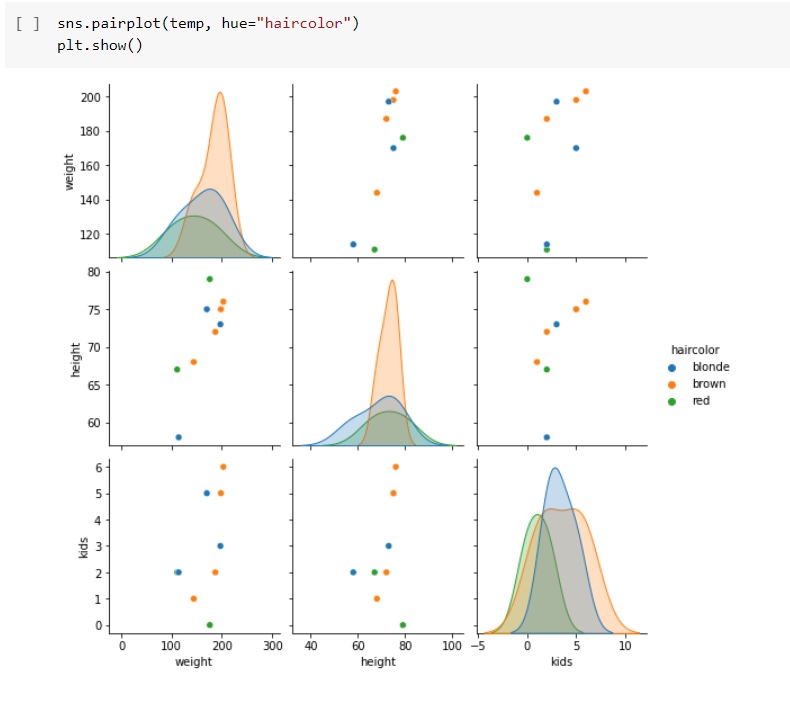 [ ] sns.pairplot(temp, hue="haircolor")
plt.show()
200
180
160
140
120
weight
80
75
70
65
60
height
haircolor
blonde
brown
red
6
5
4
3
2
1
0
kids
0 100 200 300 40 60 80 100 −5 0 5 10
weight height kids